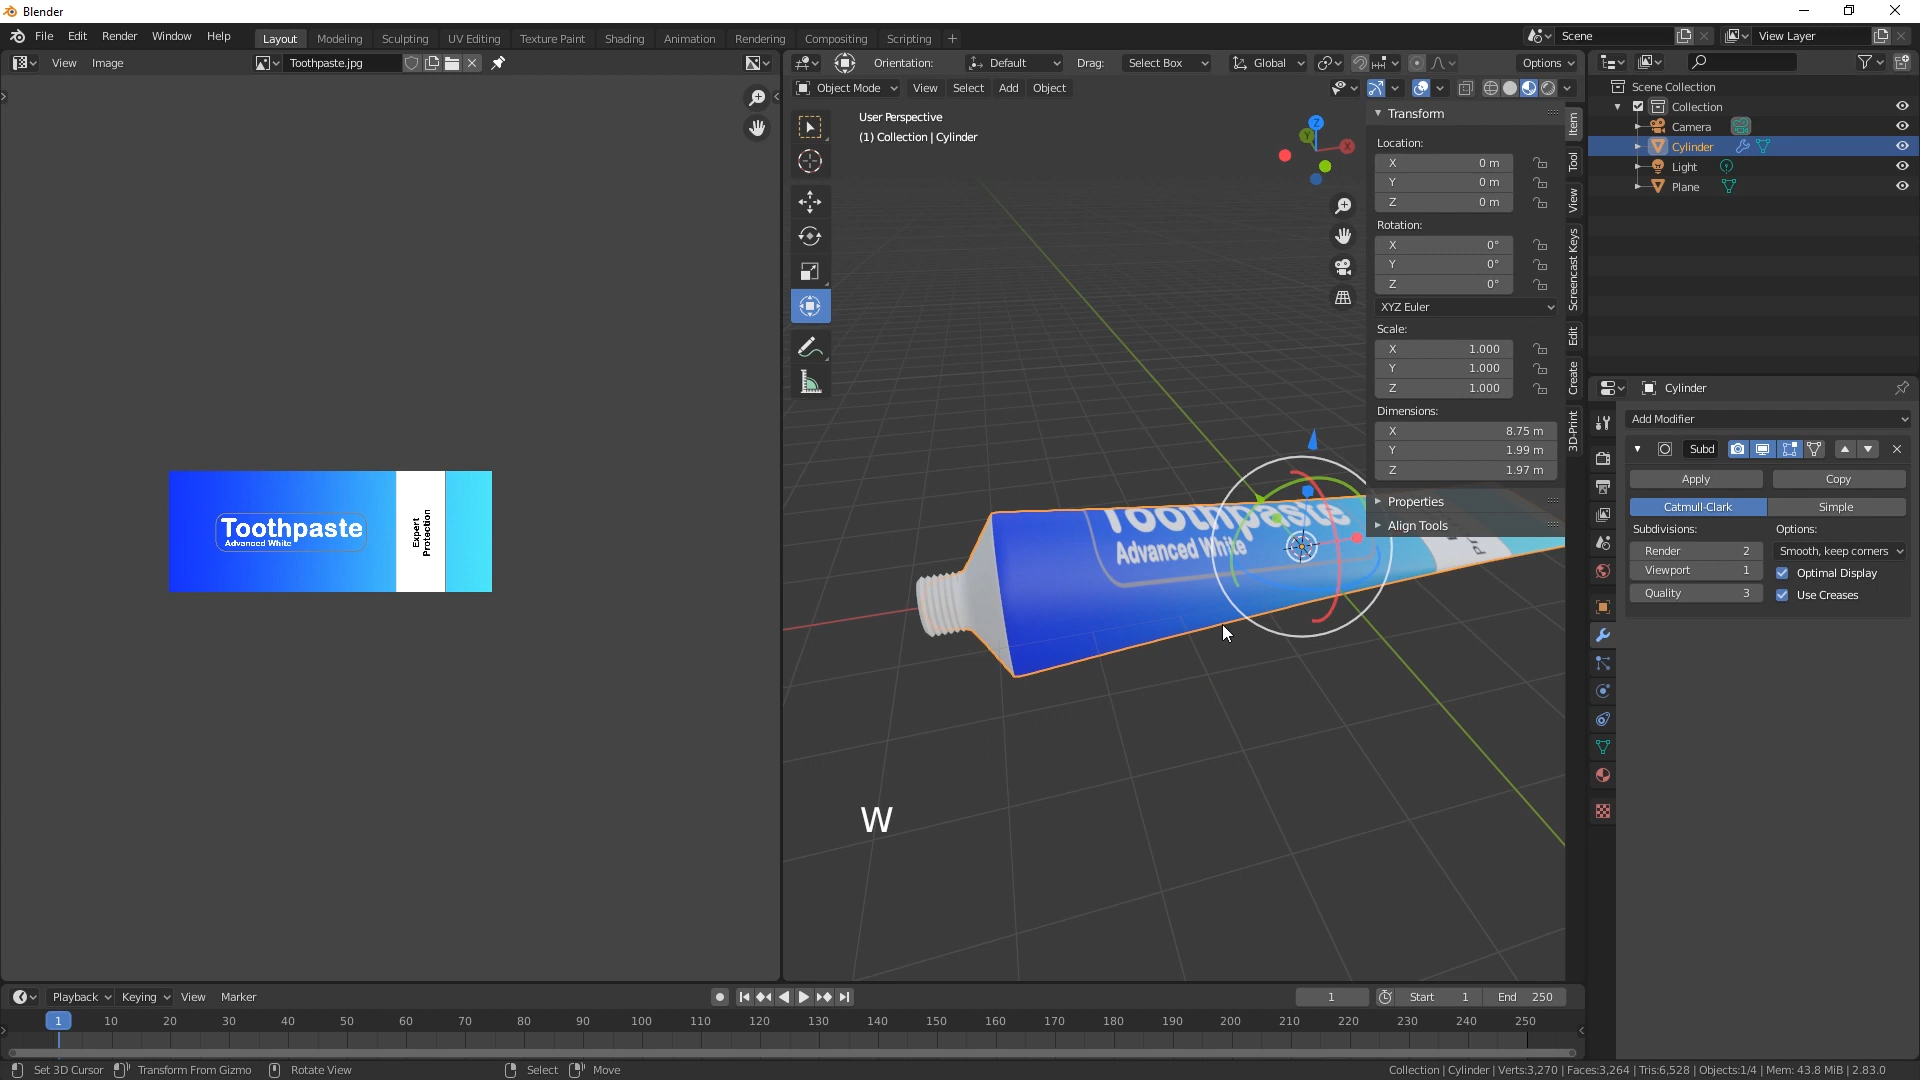 Blender
File Edit Render Window Help
Layout Modeling Sculpting UV Editing Texture Paint Shading Animation Rendering Compositing Scripting +
Scene
View Layer
View Image
Toothpaste.jpg
Orientation: Default Drag: Select Box Global Options
Object Mode View Select Add Object
User Perspective
(1) Collection | Cylinder
Z
Y
X
Transform
Location:
X 0 m
Y 0 m
Z 0 m
Rotation:
X 0°
Y 0°
Z 0°
XYZ Euler
Scale:
X 1.000
Y 1.000
Z 1.000
Dimensions:
X 8.75 m
Y 1.99 m
Z 1.97 m
Properties
Align Tools
Item
Tool
View
Screencast Keys
Edit
Create
3D-Print
Scene Collection
Collection
Camera
Cylinder
Light
Plane
Cylinder
Add Modifier
Subd
Apply Copy
Catmull-Clark Simple
Subdivisions: Options:
Render 2 Smooth, keep corners
Viewport 1 Optimal Display
Quality 3 Use Creases
Toothpaste
Advanced White
Expert
Protection
Toothpaste
Advanced White
W
Playback Keying View Marker
1
Start 1 End 250
1 10 20 30 40 50 60 70 80 90 100 110 120 130 140 150 160 170 180 190 200 210 220 230 240 250
Set 3D Cursor Transform From Gizmo Rotate View Select Move
Collection | Cylinder | Verts:3,270 | Faces:3,264 | Tris:6,528 | Objects:1/4 | Mem: 43.8 MiB | 2.83.0